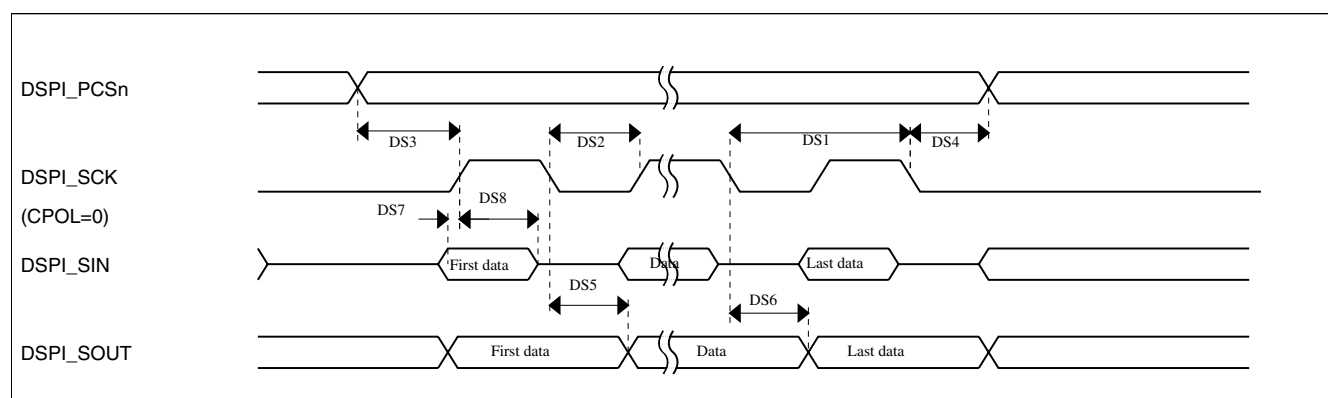 DSPI_PCSn
DS3
DS2
DS1
DS4
DSPI_SCK
DS7
DS8
(CPOL=0)
DSPI_SIN
First data
Data
Last data
DS5
DS6
DSPI_SOUT
First data
Data
Last data